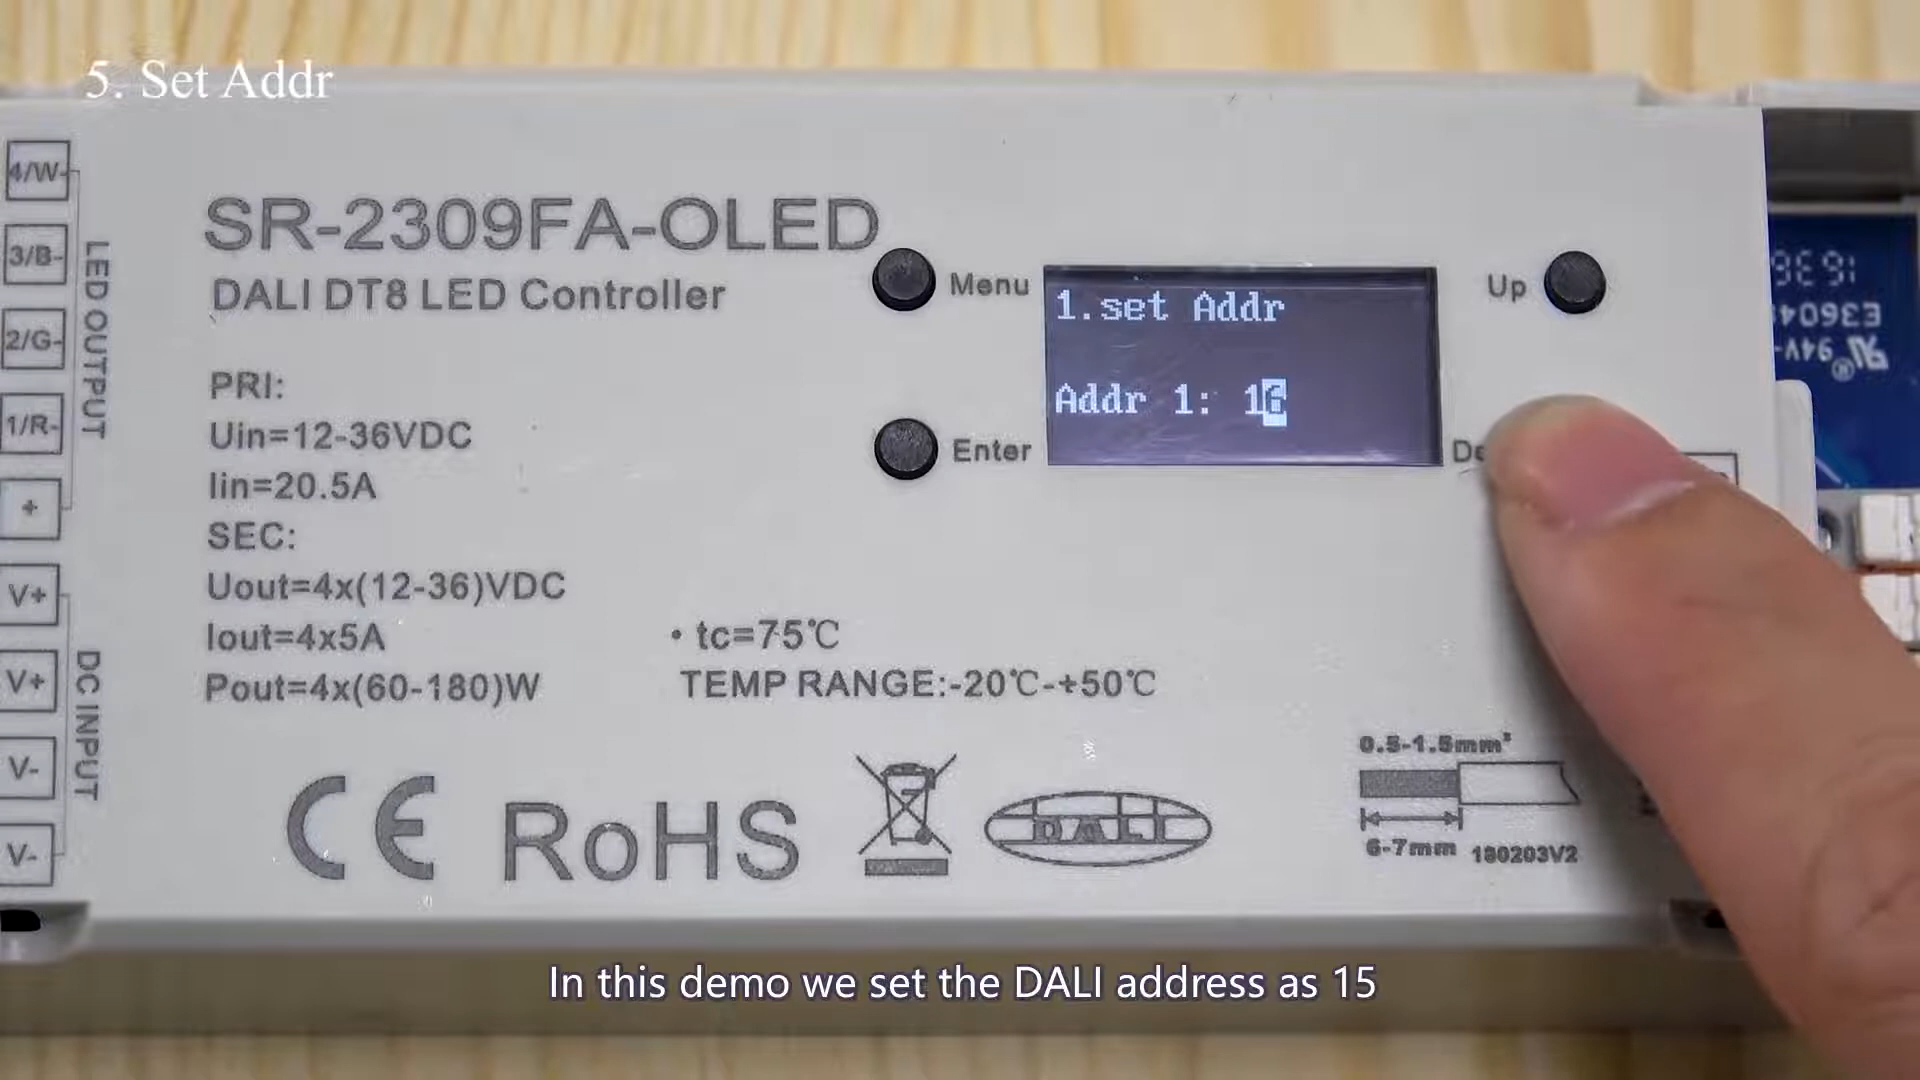 5. Set Addr
4/W-
3/B-
2/G-
1/R-
+
LED OUTPUT
V+
V+
V-
V-
DC INPUT
SR-2309FA-OLED
DALI DT8 LED Controller
PRI:
Uin=12-36VDC
Iin=20.5A
SEC:
Uout=4x(12-36)VDC
Iout=4x5A
Pout=4x(60-180)W
• tc=75℃
TEMP RANGE:-20℃-+50℃
Menu
Enter
1.set Addr
Addr 1: 1
Up
CE
RoHS
DALI
0.5-1.5mm²
6-7mm
180203V2
94V-
In this demo we set the DALI address as 15